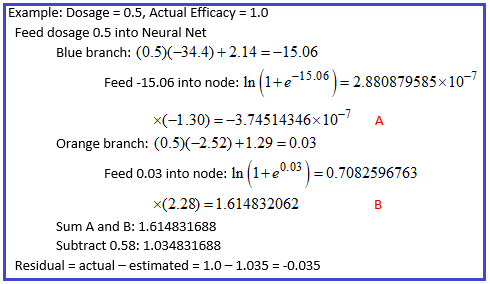 Example: Dosage = 0.5, Actual Efficacy = 1.0
Feed dosage 0.5 into Neural Net
Blue branch: (0.5)(−34.4)+2.14 = −15.06
Feed -15.06 into node: ln(1+e^−15.06) = 2.880879585×10^−7
×(−1.30) = −3.74514346×10^−7 A
Orange branch: (0.5)(−2.52)+1.29 = 0.03
Feed 0.03 into node: ln(1+e^0.03) = 0.7082596763
×(2.28) = 1.614832062 B
Sum A and B: 1.614831688
Subtract 0.58: 1.034831688
Residual = actual – estimated = 1.0 – 1.035 = -0.035